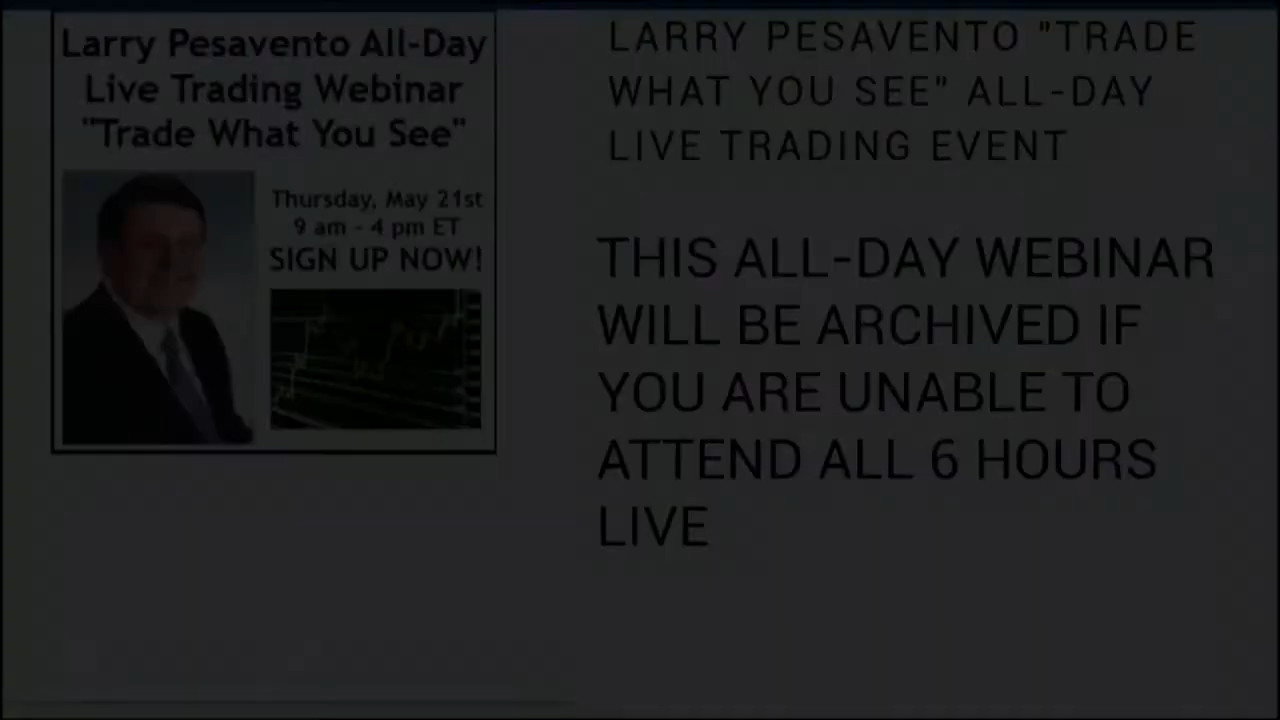 Larry Pesavento All-Day
Live Trading Webinar
"Trade What You See"
Thursday, May 21st
9 am - 4 pm ET
SIGN UP NOW!
LARRY PESAVENTO "TRADE
WHAT YOU SEE" ALL-DAY
LIVE TRADING EVENT
THIS ALL-DAY WEBINAR
WILL BE ARCHIVED IF
YOU ARE UNABLE TO
ATTEND ALL 6 HOURS
LIVE